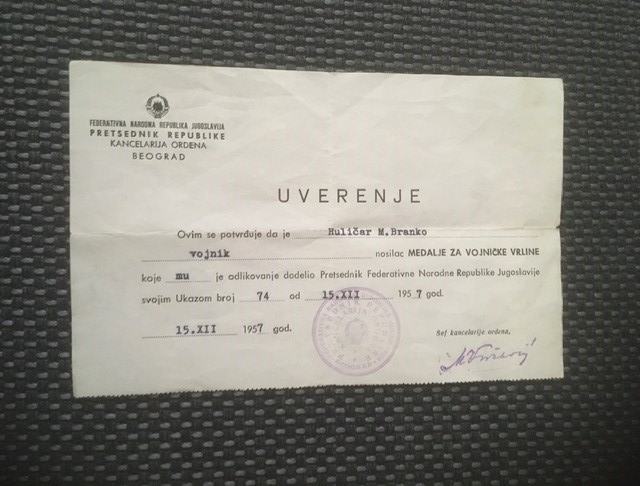 FEDERATIVNA NARODNA REPUBLIKA JUGOSLAVIJA
PRETSEDNIK REPUBLIKE
KANCELARIJA ORDENA
BEOGRAD
UVERENJE
Ovim se potvrđuje da je Huličar M.Branko
vojnik nosilac MEDALJE ZA VOJNIČKE VRLINE
koje mu je odlikovanje dodelio Pretsednik Federativne Narodne Republike Jugoslavije
svojim Ukazom broj 74 od 15.XII 1957 god.
15.XII 1957 god.
Šef kancelarije ordena,